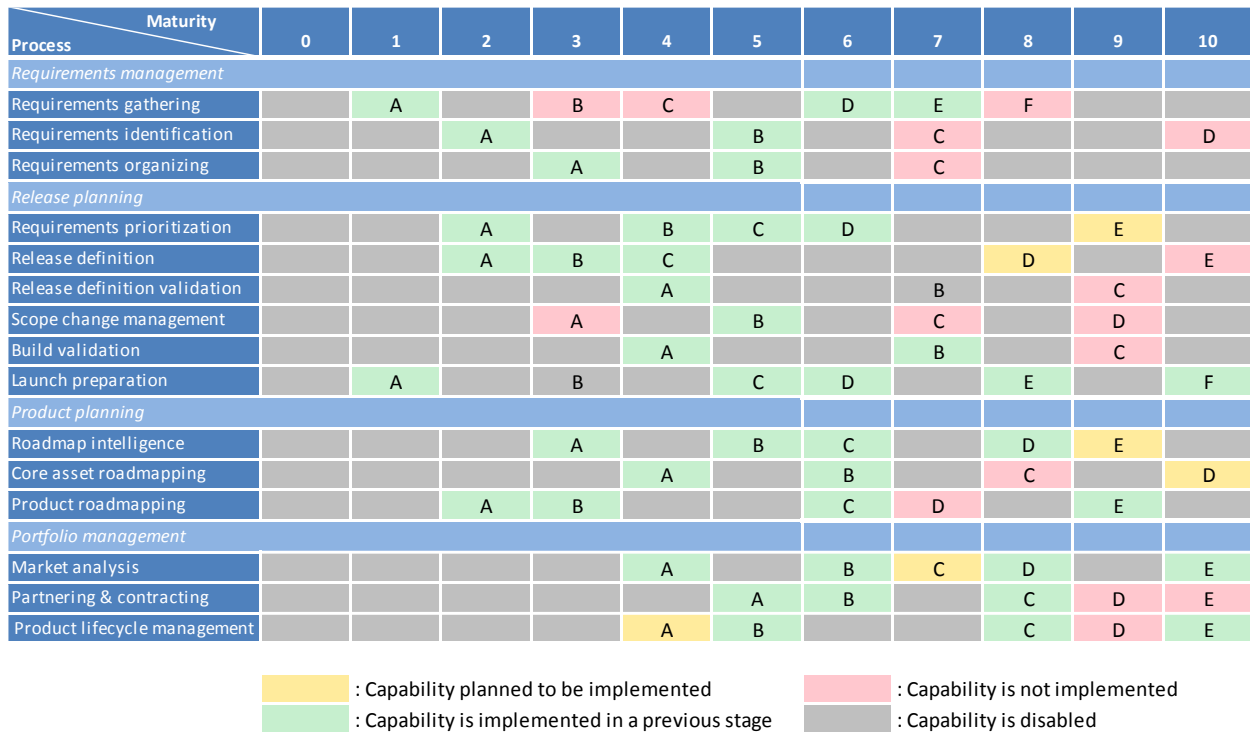 Maturity
Process 0 1 2 3 4 5 6 7 8 9 10
Requirements management
Requirements gathering A B C D E F
Requirements identification A B C D
Requirements organizing A B C
Release planning
Requirements prioritization A B C D E
Release definition A B C D E
Release definition validation A B C
Scope change management A B C D
Build validation A B C
Launch preparation A B C D E F
Product planning
Roadmap intelligence A B C D E
Core asset roadmapping A B C D
Product roadmapping A B C D E
Portfolio management
Market analysis A B C D E
Partnering & contracting A B C D E
Product lifecycle management A B C D E
: Capability planned to be implemented : Capability is not implemented
: Capability is implemented in a previous stage : Capability is disabled